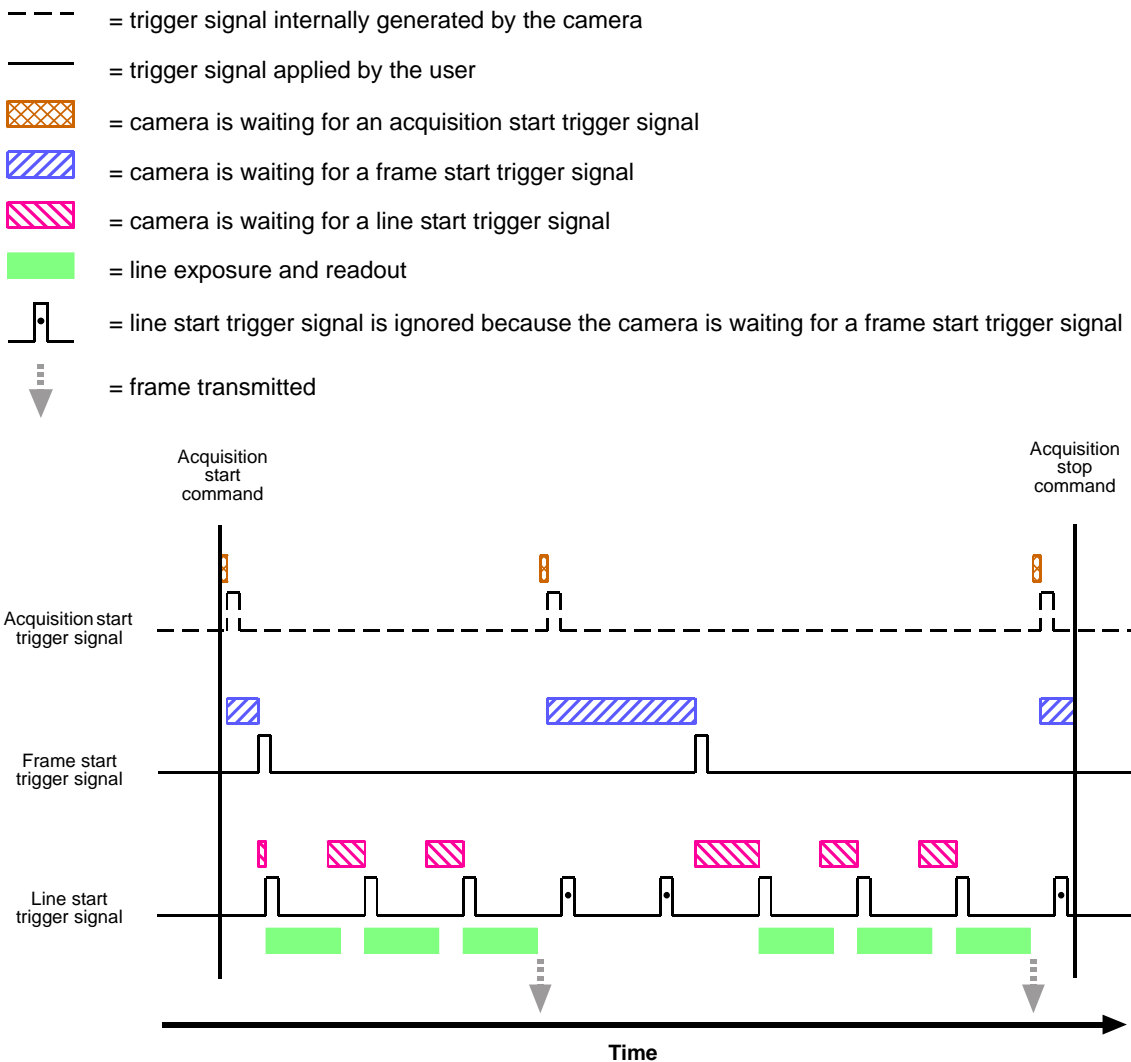 = trigger signal internally generated by the camera
= trigger signal applied by the user
= camera is waiting for an acquisition start trigger signal
= camera is waiting for a frame start trigger signal
= camera is waiting for a line start trigger signal
= line exposure and readout
= line start trigger signal is ignored because the camera is waiting for a frame start trigger signal
= frame transmitted
Acquisition
start
command
Acquisition
stop
command
Acquisition start
trigger signal
Frame start
trigger signal
Line start
trigger signal
Time